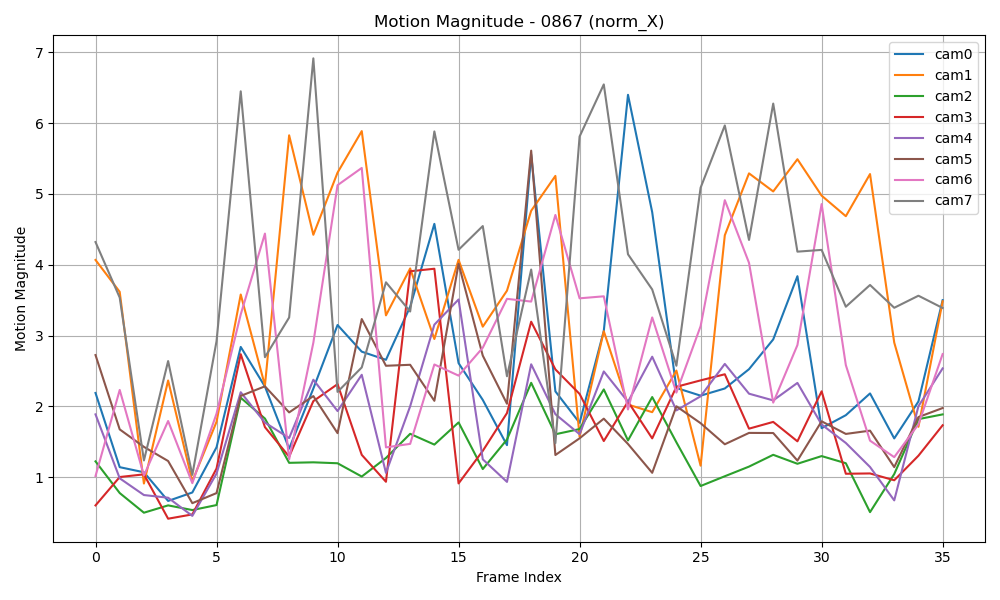 Motion Magnitude - 0867 (norm_X)
7
6
5
4
3
2
1
Motion Magnitude
0 5 10 15 20 25 30 35
Frame Index
cam0
cam1
cam2
cam3
cam4
cam5
cam6
cam7